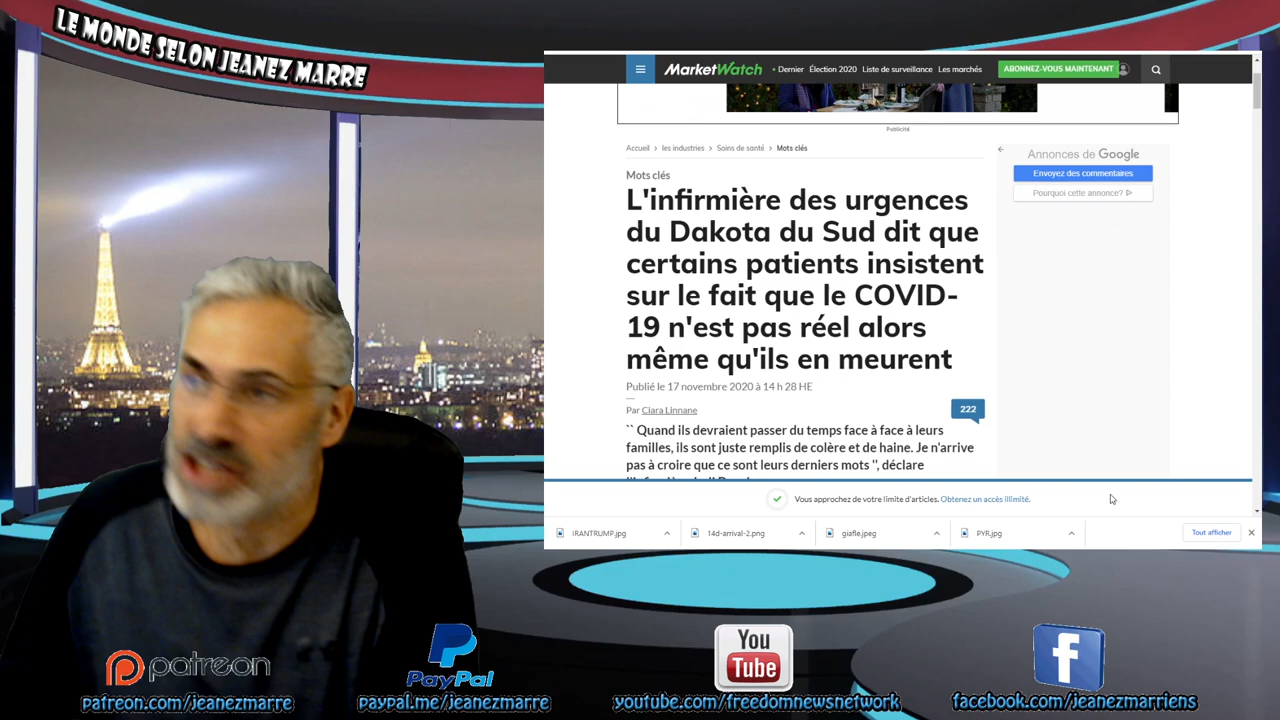 LE MONDE SELON JEANEZ MARRE
MarketWatch
• Dernier Élection 2020 Liste de surveillance Les marchés
ABONNEZ-VOUS MAINTENANT
Publicité
Accueil > les industries > Soins de santé > Mots clés
Annonces de Google
Envoyez des commentaires
Pourquoi cette annonce?
Mots clés
L'infirmière des urgences
du Dakota du Sud dit que
certains patients insistent
sur le fait que le COVID-
19 n'est pas réel alors
même qu'ils en meurent
Publié le 17 novembre 2020 à 14 h 28 HE
Par Ciara Linnane
222
`` Quand ils devraient passer du temps face à face à leurs
familles, ils sont juste remplis de colère et de haine. Je n'arrive
pas à croire que ce sont leurs derniers mots '', déclare
Vous approchez de votre limite d'articles. Obtenez un accès illimité.
IRANTRUMP.jpg
14d-arrival-2.png
giafle.jpeg
PYR.jpg
Tout afficher
patreon
PayPal
You
Tube
f
patreon.com/jeanezmarre
paypal.me/jeanezmarre
youtube.com/freedomnewsnetwork
facebook.com/jeanezmarriens